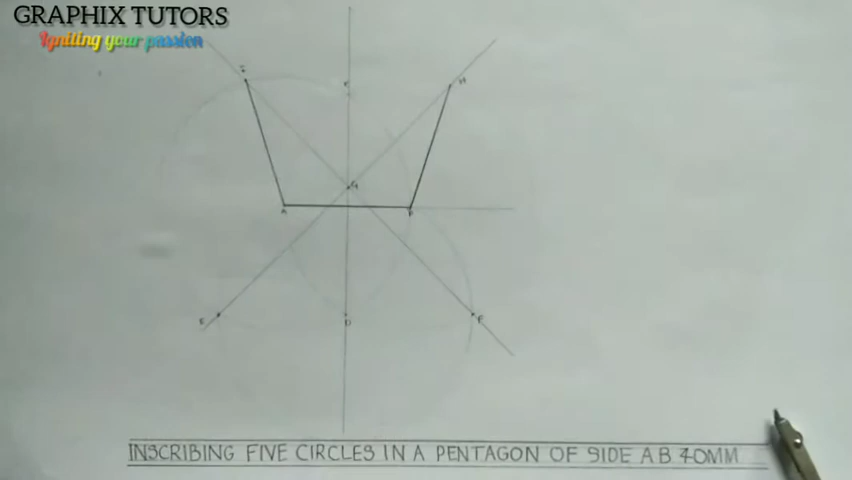 GRAPHIX TUTORS
Igniting your passion
I
C
H
G
A
B
E
D
F
INSCRIBING FIVE CIRCLES IN A PENTAGON OF SIDE AB 40MM